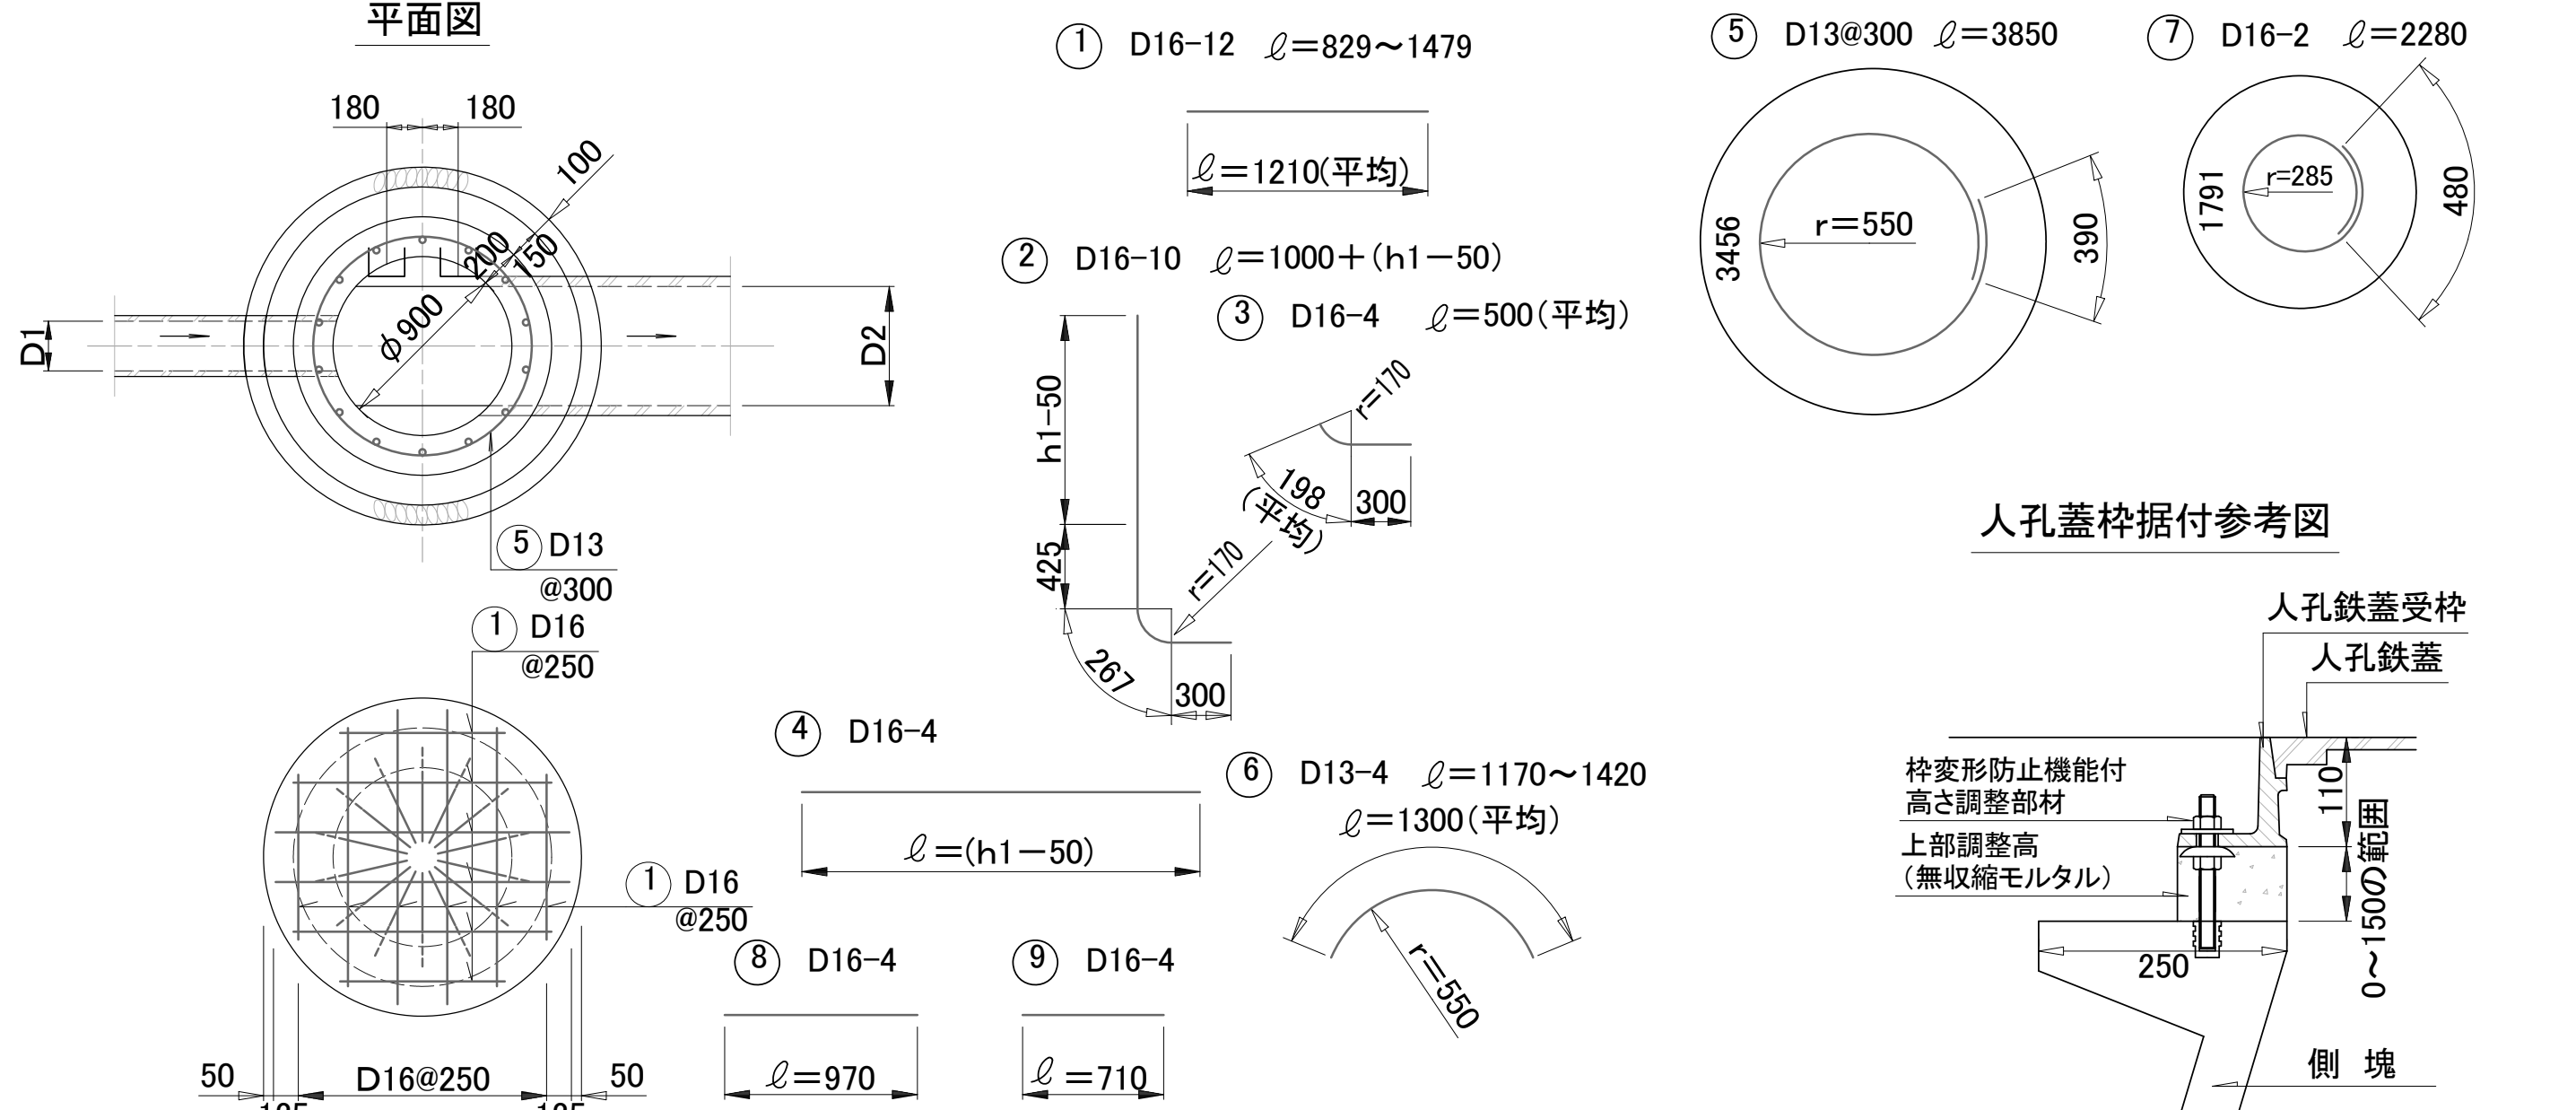 平面図
180
180
100
200
150
φ900
D1
D2
⑤ D13
@300
① D16
@250
① D16
@250
50
D16@250
50
① D16-12 ℓ=829～1479
ℓ=1210(平均)
② D16-10 ℓ=1000+(h1-50)
h1-50
425
267
r=170
300
③ D16-4 ℓ=500(平均)
r=170
198
(平均)
300
④ D16-4
ℓ=(h1-50)
⑧ D16-4
ℓ=970
⑨ D16-4
ℓ=710
⑥ D13-4 ℓ=1170～1420
ℓ=1300(平均)
r=550
⑤ D13@300 ℓ=3850
3456
r=550
390
⑦ D16-2 ℓ=2280
1791
r=285
480
人孔蓋枠据付参考図
人孔鉄蓋受枠
人孔鉄蓋
枠変形防止機能付
高さ調整部材
上部調整高
(無収縮モルタル)
110
0～150の範囲
250
側 塊